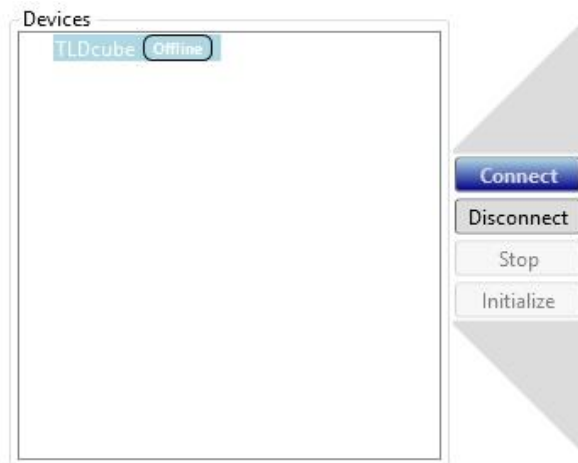 Devices
TLDcube Offline
Connect
Disconnect
Stop
Initialize